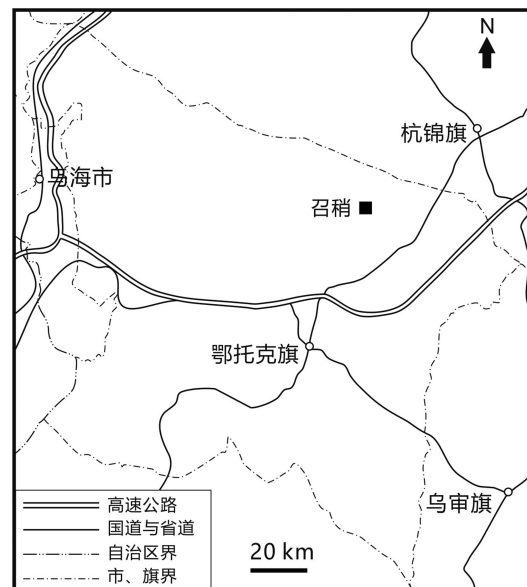 N
杭锦旗
乌海市
召稍
鄂托克旗
乌审旗
高速公路
国道与省道
自治区界
市、旗界
20 km